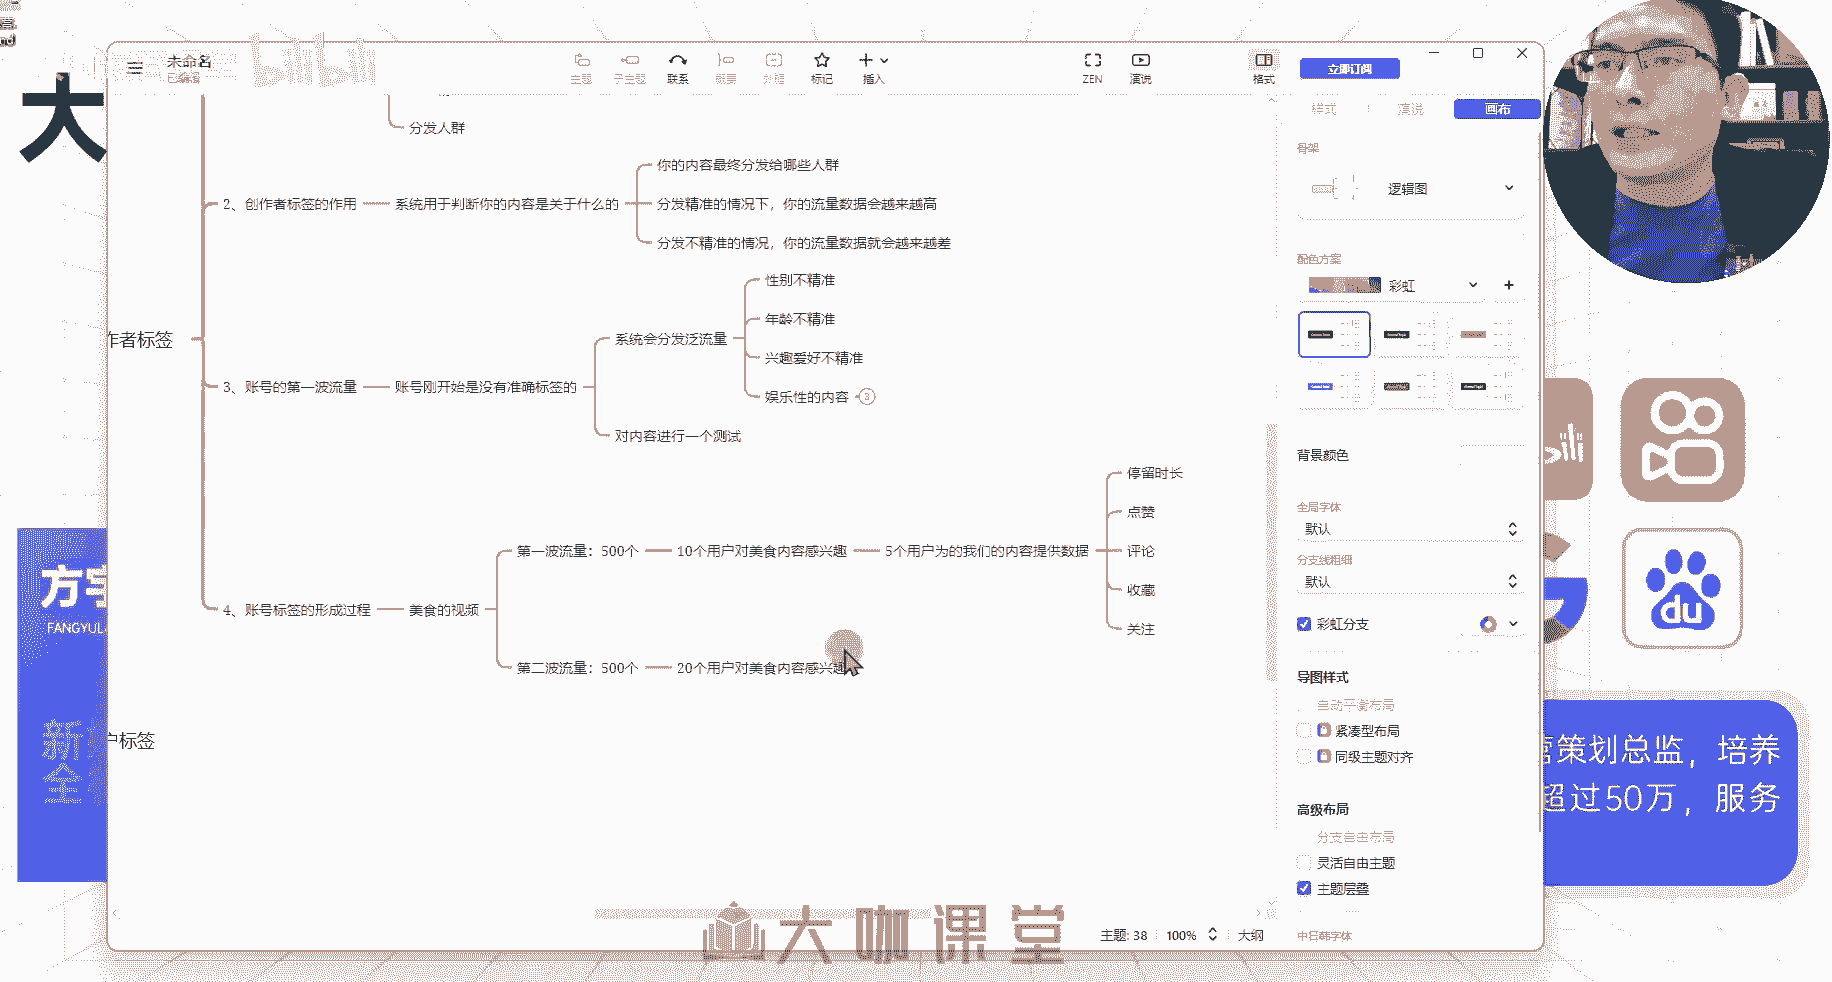 大
未命名
已编辑
bilibili
主题
子主题
联系
概要
外框
标记
插入
ZEN
演说
格式
立即订阅
样式
演说
画布
分发人群
2、创作者标签的作用
系统用于判断你的内容是关于什么的
你的内容最终分发给哪些人群
分发精准的情况下，你的流量数据会越来越高
分发不精准的情况，你的流量数据就会越来越差
作者标签
3、账号的第一波流量
账号刚开始是没有准确标签的
系统会分发泛流量
性别不精准
年龄不精准
兴趣爱好不精准
娱乐性的内容
3
对内容进行一个测试
4、账号标签的形成过程
美食的视频
第一波流量：500个
10个用户对美食内容感兴趣
5个用户为的我们的内容提供数据
停留时长
点赞
评论
收藏
关注
第二波流量：500个
20个用户对美食内容感兴趣
户标签
骨架
逻辑图
配色方案
彩虹
背景颜色
全局字体
默认
分支线粗细
默认
彩虹分支
导图样式
自动平衡布局
紧凑型布局
同级主题对齐
高级布局
分支自由布局
灵活自由主题
主题层叠
中日韩字体
主题: 38
100%
大纲
大咖课堂
方
FANGYU
新
全
bili
du
营策划总监，培养
超过50万，服务